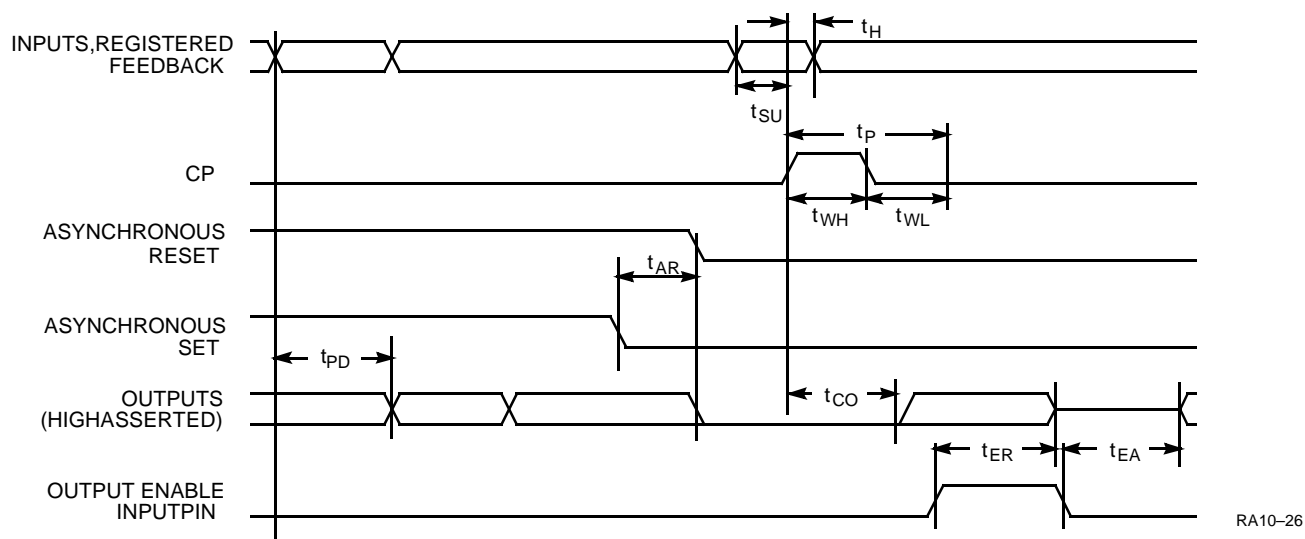 INPUTS,REGISTERED
FEEDBACK
tH
tSU
tP
CP
tWH
tWL
ASYNCHRONOUS
RESET
tAR
ASYNCHRONOUS
SET
tPD
OUTPUTS
(HIGHASSERTED)
tCO
tER
tEA
OUTPUT ENABLE
INPUTPIN
RA10–26